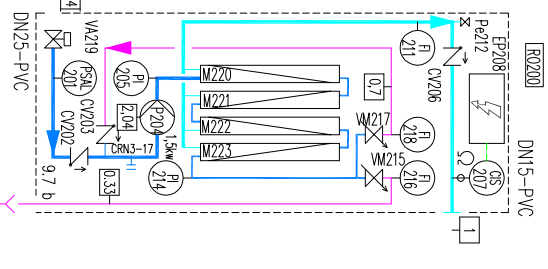 4
DN25-PVC
VA219
PSAL
201
CV202
CV203
PI
205
2.04
P204
1,5kw
CRN3-17
9.7 b
0.33
PI
214
M220
M221
M222
M223
FI
211
0.7
VM217
FI
218
VM215
FI
216
CV206
Pe212
EP208
R0200
CIS
207
Ω
DN15-PVC
1